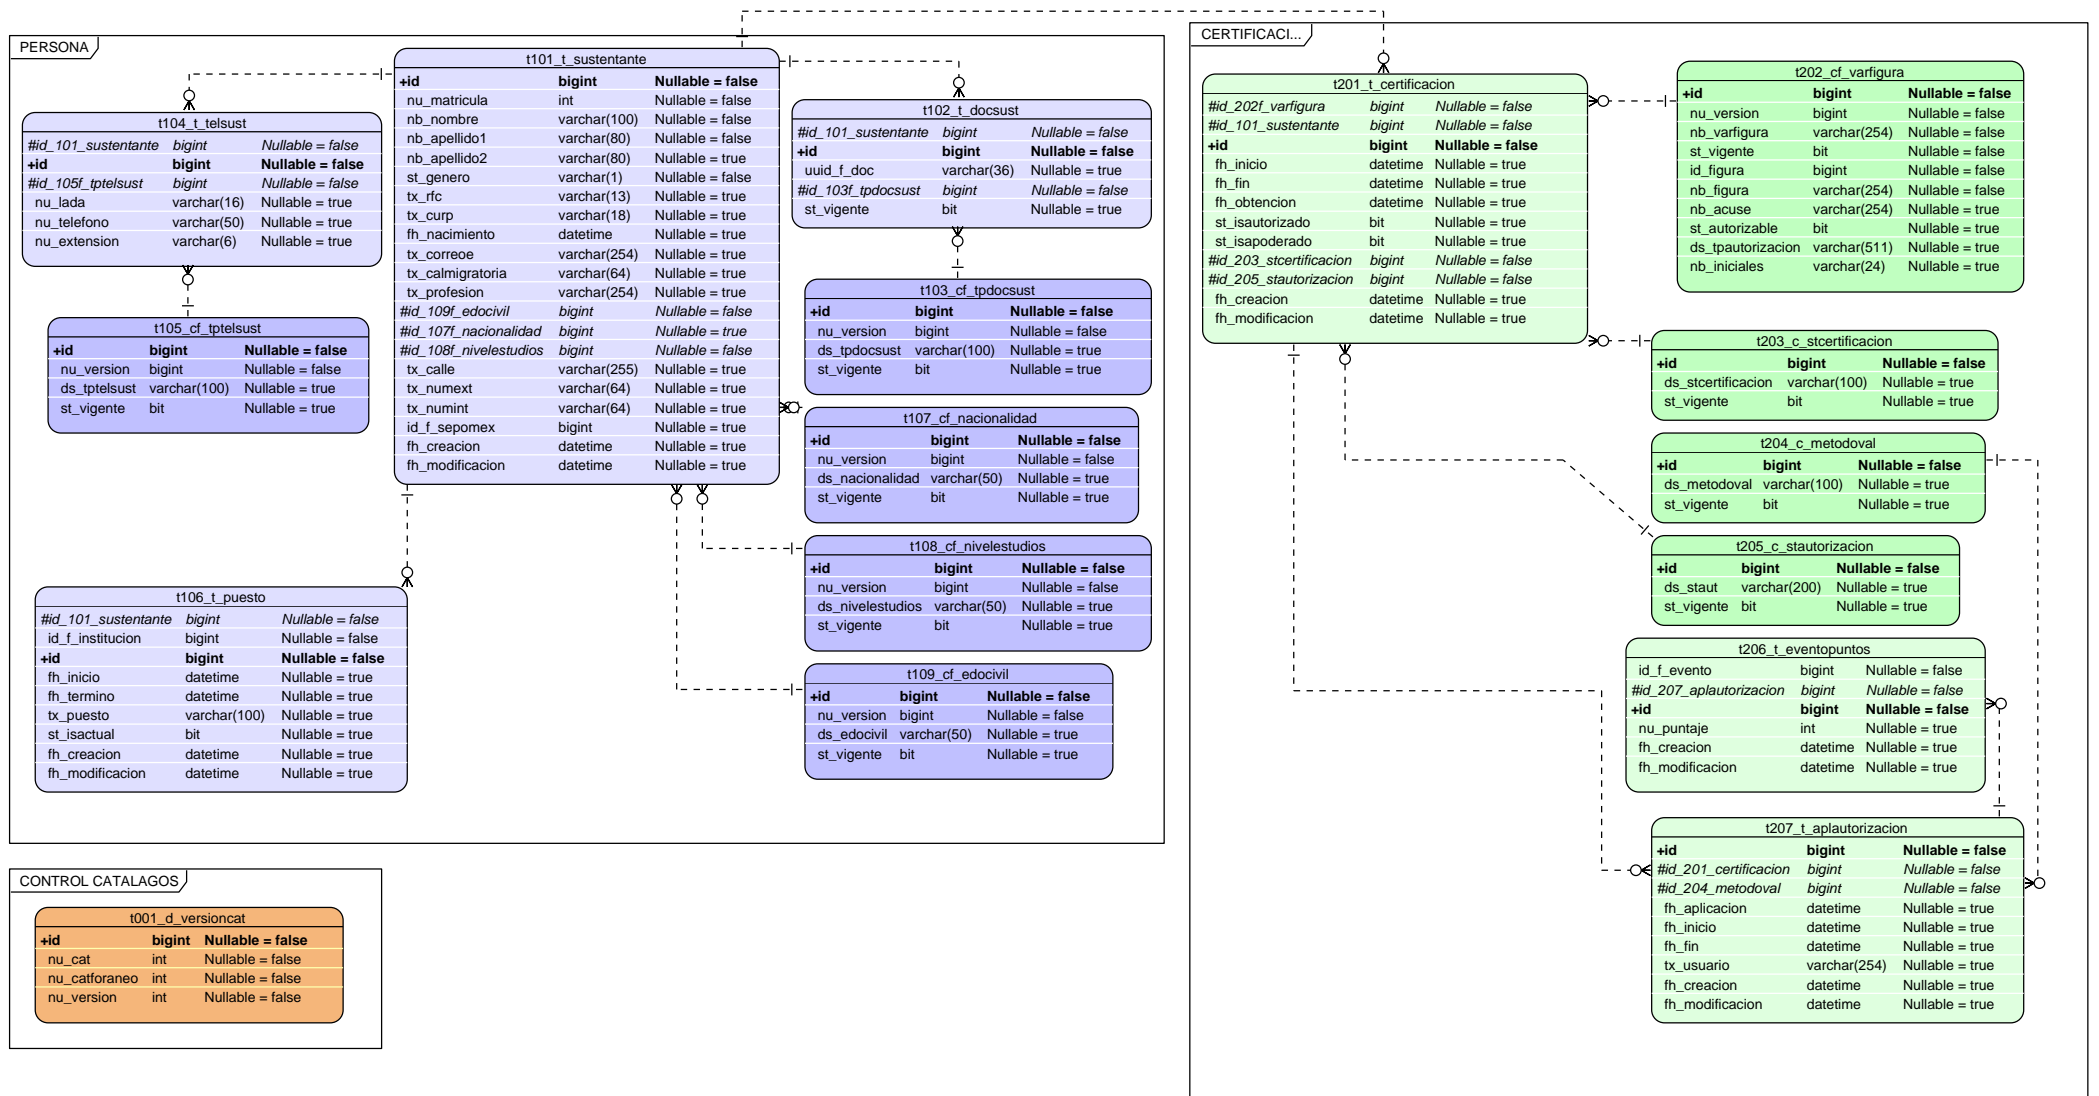 PERSONA
t101_t_sustentante
+id bigint Nullable = false
nu_matricula int Nullable = false
nb_nombre varchar(100) Nullable = false
nb_apellido1 varchar(80) Nullable = false
nb_apellido2 varchar(80) Nullable = true
st_genero varchar(1) Nullable = false
tx_rfc varchar(13) Nullable = true
tx_curp varchar(18) Nullable = true
fh_nacimiento datetime Nullable = true
tx_correoe varchar(254) Nullable = true
tx_calmigratoria varchar(64) Nullable = true
tx_profesion varchar(254) Nullable = true
#id_109f_edocivil bigint Nullable = false
#id_107f_nacionalidad bigint Nullable = true
#id_108f_nivelestudios bigint Nullable = false
tx_calle varchar(255) Nullable = true
tx_numext varchar(64) Nullable = true
tx_numint varchar(64) Nullable = true
id_f_sepomex bigint Nullable = true
fh_creacion datetime Nullable = true
fh_modificacion datetime Nullable = true
t104_t_telsust
#id_101_sustentante bigint Nullable = false
+id bigint Nullable = false
#id_105f_tptelsust bigint Nullable = false
nu_lada varchar(16) Nullable = true
nu_telefono varchar(50) Nullable = true
nu_extension varchar(6) Nullable = true
t105_cf_tptelsust
+id bigint Nullable = false
nu_version bigint Nullable = false
ds_tptelsust varchar(100) Nullable = true
st_vigente bit Nullable = true
t102_t_docsust
#id_101_sustentante bigint Nullable = false
+id bigint Nullable = false
uuid_f_doc varchar(36) Nullable = true
#id_103f_tpdocsust bigint Nullable = false
st_vigente bit Nullable = true
t103_cf_tpdocsust
+id bigint Nullable = false
nu_version bigint Nullable = false
ds_tpdocsust varchar(100) Nullable = true
st_vigente bit Nullable = true
t107_cf_nacionalidad
+id bigint Nullable = false
nu_version bigint Nullable = false
ds_nacionalidad varchar(50) Nullable = true
st_vigente bit Nullable = true
t108_cf_nivelestudios
+id bigint Nullable = false
nu_version bigint Nullable = false
ds_nivelestudios varchar(50) Nullable = true
st_vigente bit Nullable = true
t109_cf_edocivil
+id bigint Nullable = false
nu_version bigint Nullable = false
ds_edocivil varchar(50) Nullable = true
st_vigente bit Nullable = true
t106_t_puesto
#id_101_sustentante bigint Nullable = false
id_f_institucion bigint Nullable = false
+id bigint Nullable = false
fh_inicio datetime Nullable = true
fh_termino datetime Nullable = true
tx_puesto varchar(100) Nullable = true
st_isactual bit Nullable = true
fh_creacion datetime Nullable = true
fh_modificacion datetime Nullable = true
CONTROL CATALAGOS
t001_d_versioncat
+id bigint Nullable = false
nu_cat int Nullable = false
nu_catforaneo int Nullable = false
nu_version int Nullable = false
CERTIFICACI...
t201_t_certificacion
#id_202f_varfigura bigint Nullable = false
#id_101_sustentante bigint Nullable = false
+id bigint Nullable = false
fh_inicio datetime Nullable = true
fh_fin datetime Nullable = true
fh_obtencion datetime Nullable = true
st_isautorizado bit Nullable = true
st_isapoderado bit Nullable = true
#id_203_stcertificacion bigint Nullable = false
#id_205_stautorizacion bigint Nullable = false
fh_creacion datetime Nullable = true
fh_modificacion datetime Nullable = true
t202_cf_varfigura
+id bigint Nullable = false
nu_version bigint Nullable = false
nb_varfigura varchar(254) Nullable = false
st_vigente bit Nullable = false
id_figura bigint Nullable = false
nb_figura varchar(254) Nullable = false
nb_acuse varchar(254) Nullable = true
st_autorizable bit Nullable = true
ds_tpautorizacion varchar(511) Nullable = true
nb_iniciales varchar(24) Nullable = true
t203_c_stcertificacion
+id bigint Nullable = false
ds_stcertificacion varchar(100) Nullable = true
st_vigente bit Nullable = true
t204_c_metodoval
+id bigint Nullable = false
ds_metodoval varchar(100) Nullable = true
st_vigente bit Nullable = true
t205_c_stautorizacion
+id bigint Nullable = false
ds_staut varchar(200) Nullable = true
st_vigente bit Nullable = true
t206_t_eventopuntos
id_f_evento bigint Nullable = false
#id_207_aplautorizacion bigint Nullable = false
+id bigint Nullable = false
nu_puntaje int Nullable = true
fh_creacion datetime Nullable = true
fh_modificacion datetime Nullable = true
t207_t_aplautorizacion
+id bigint Nullable = false
#id_201_certificacion bigint Nullable = false
#id_204_metodoval bigint Nullable = false
fh_aplicacion datetime Nullable = true
fh_inicio datetime Nullable = true
fh_fin datetime Nullable = true
tx_usuario varchar(254) Nullable = true
fh_creacion datetime Nullable = true
fh_modificacion datetime Nullable = true